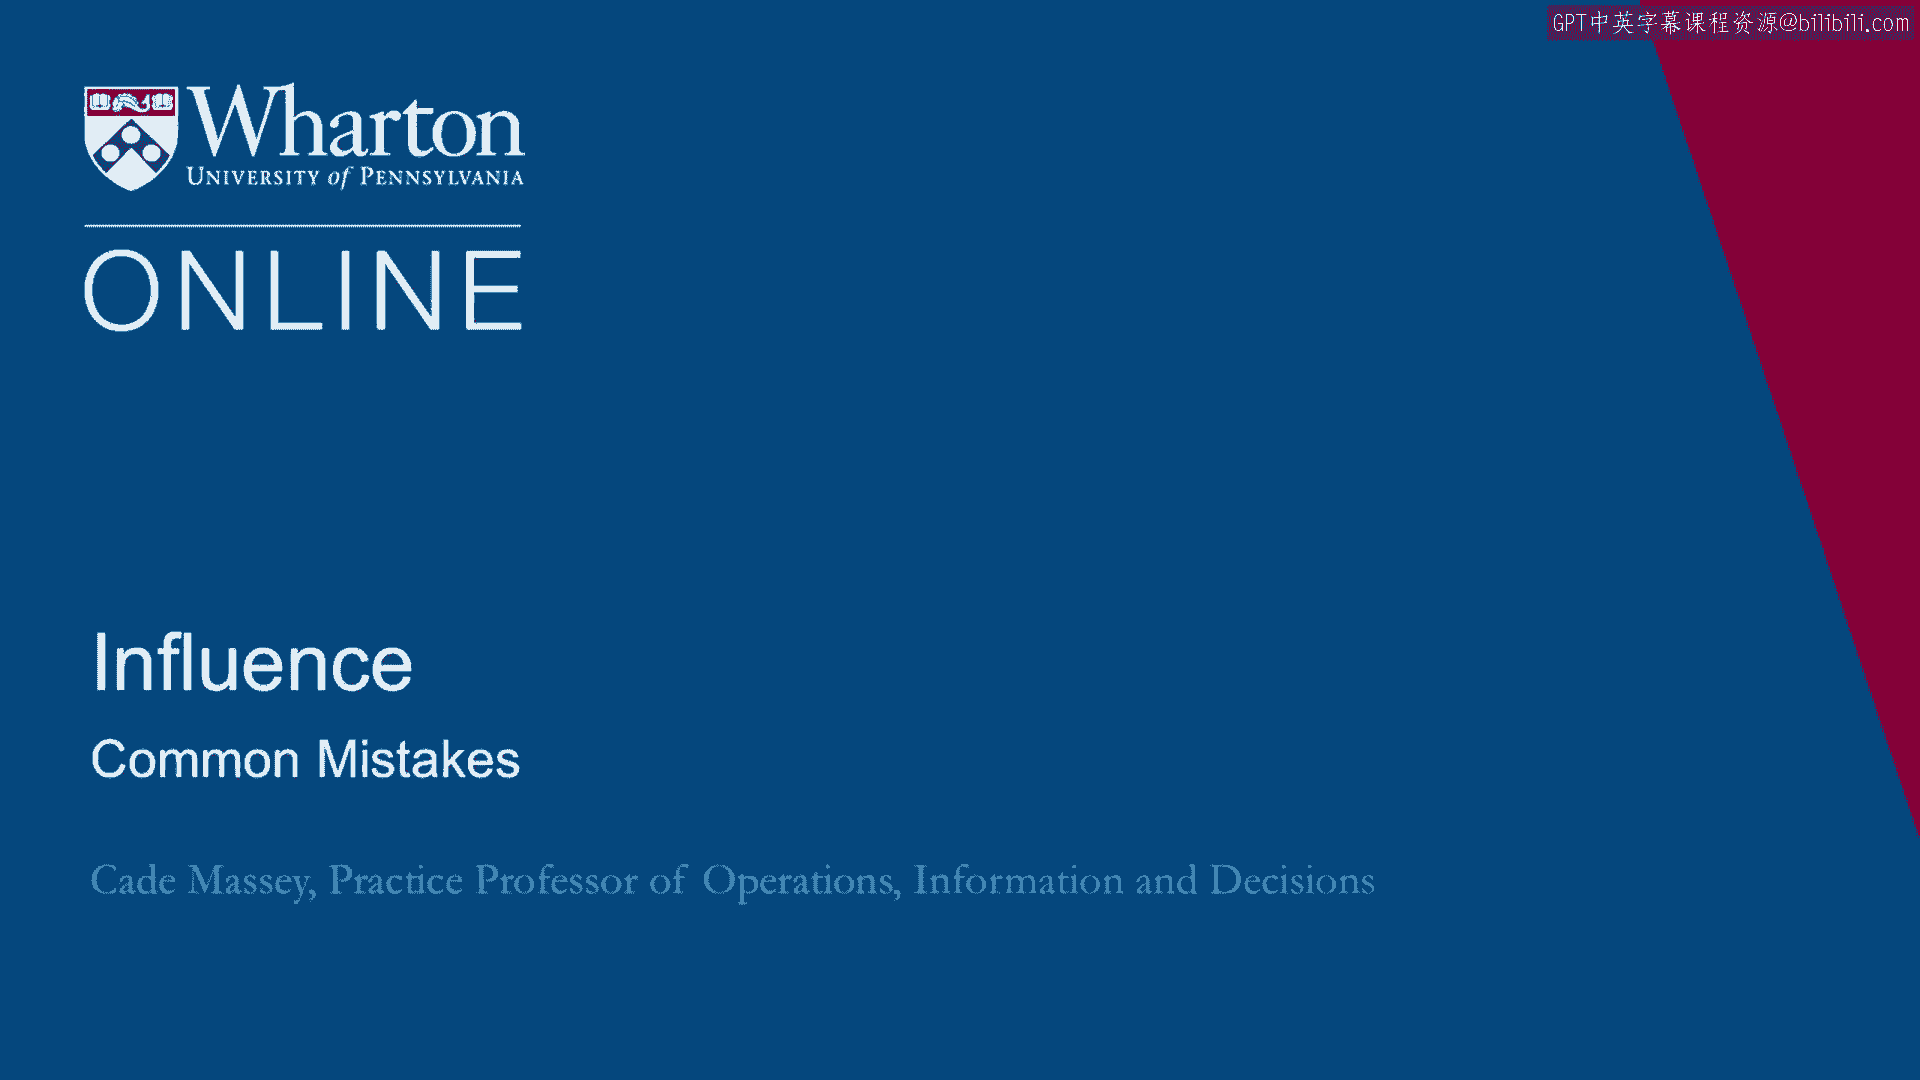 GPT中英字幕课程资源@bilibili.com
Wharton
UNIVERSITY of PENNSYLVANIA
ONLINE
Influence
Common Mistakes
Cade Massey, Practice Professor of Operations, Information and Decisions